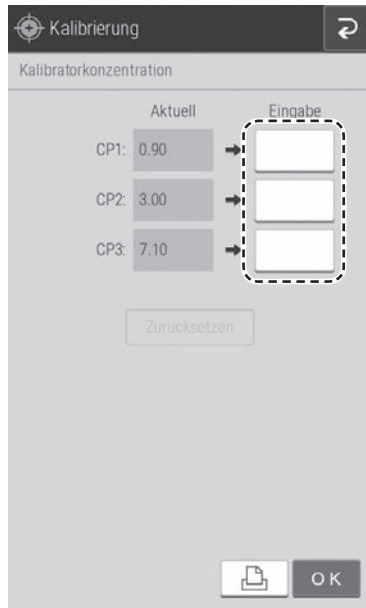 Kalibrierung
Kalibratorkonzentration
Aktuell Eingabe
CP1: 0.90
CP2: 3.00
CP3: 7.10
Zurucksetzen
OK